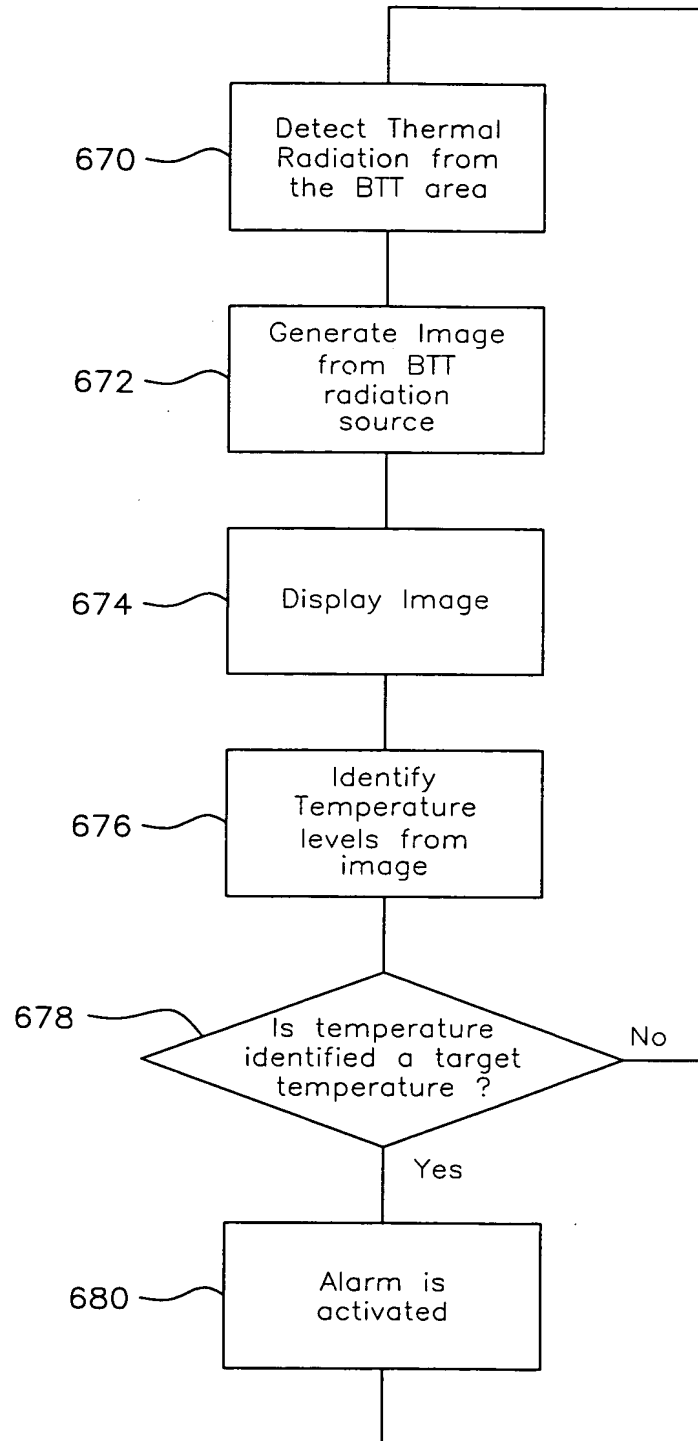 670
Detect Thermal
Radiation from
the BTT area
672
Generate Image
from BTT
radiation
source
674
Display Image
676
Identify
Temperature
levels from
image
678
Is temperature
identified a target
temperature ?
No
Yes
680
Alarm is
activated